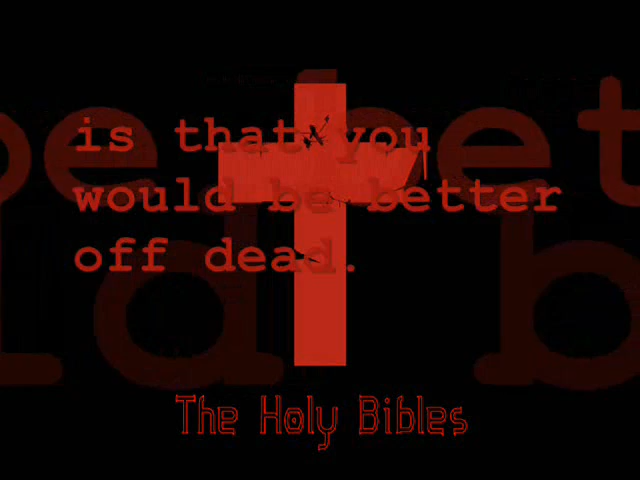 is that you
would be better
off dead.
The Holy Bibles